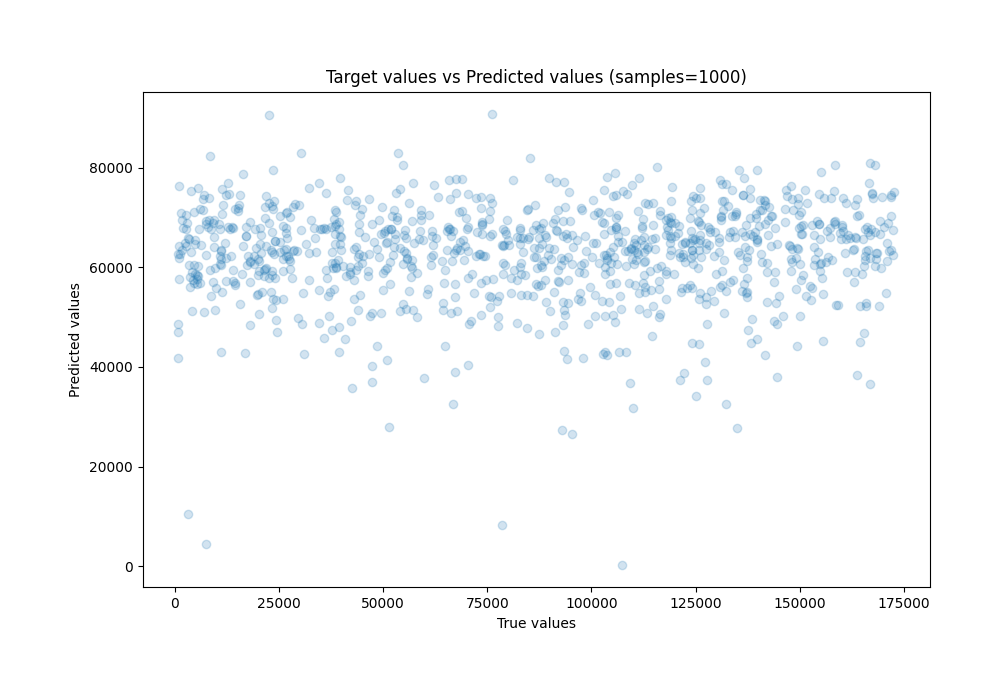 Target values vs Predicted values (samples=1000)
80000
60000
40000
20000
0
Predicted values
0 25000 50000 75000 100000 125000 150000 175000
True values